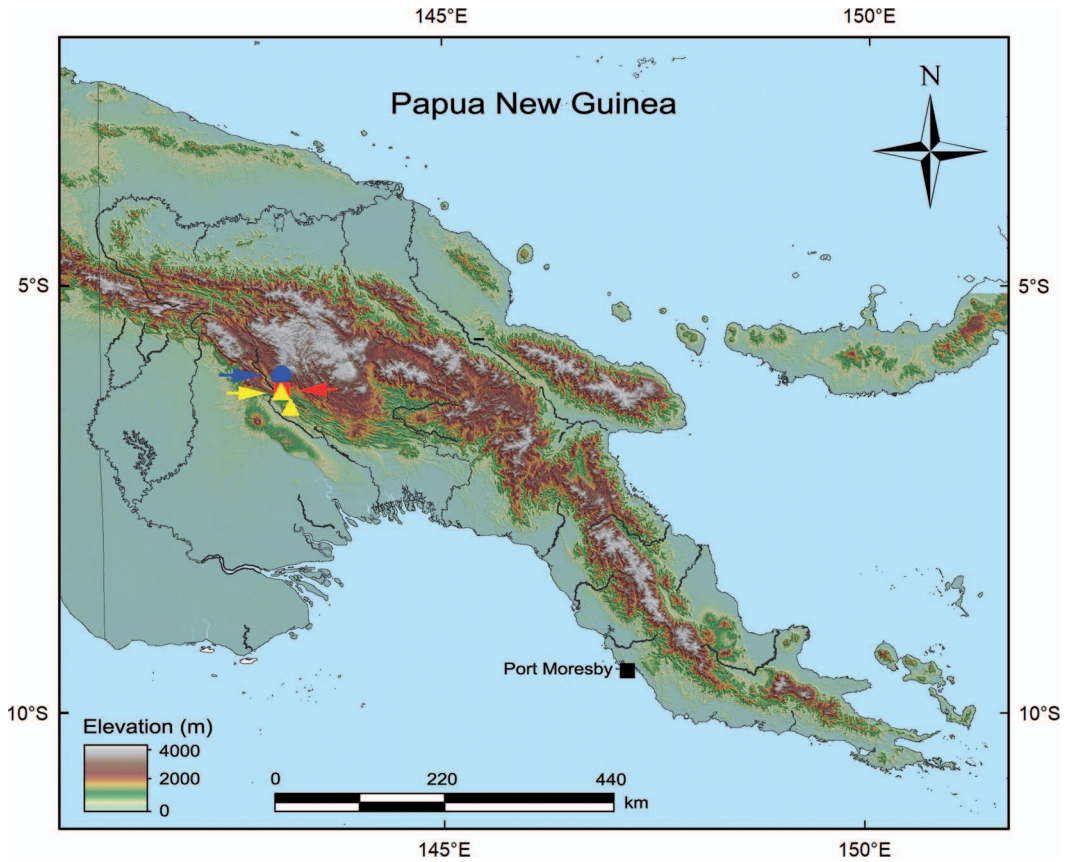 145°E 150°E
Papua New Guinea
N
5°S 5°S
Port Moresby
10°S 10°S
Elevation (m)
4000
2000
0
0 220 440
km
145°E 150°E